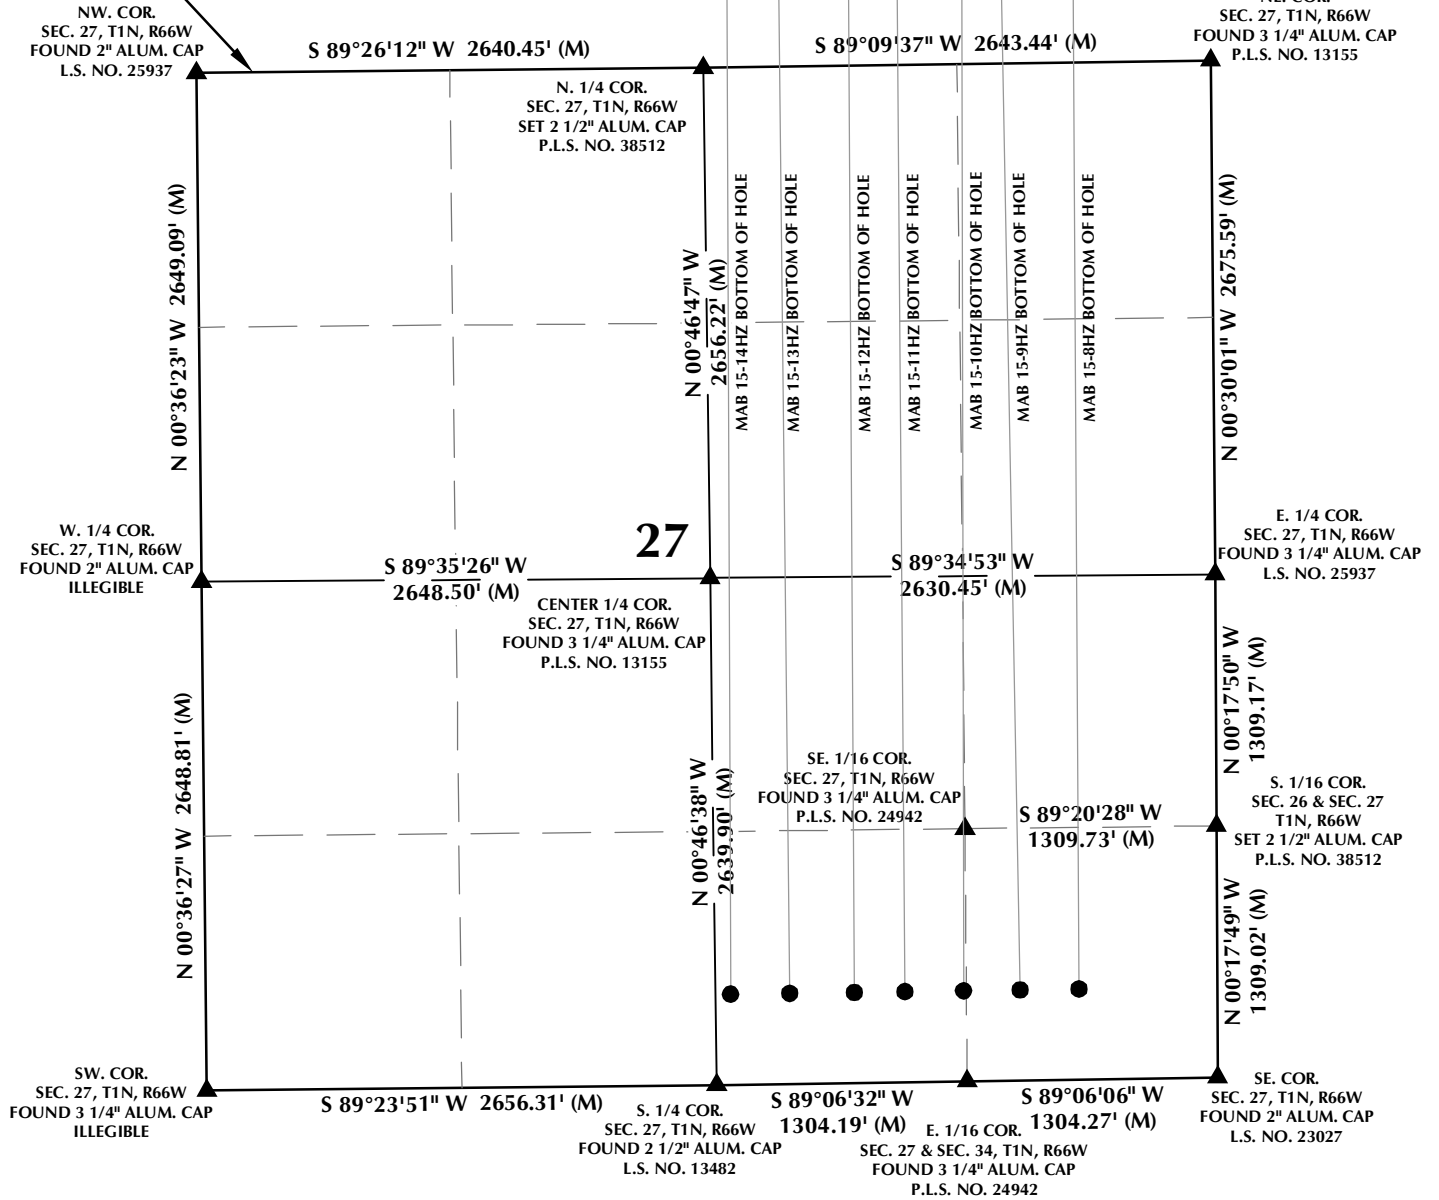 NW. COR.
SEC. 27, T1N, R66W
FOUND 2" ALUM. CAP
L.S. NO. 25937
S 89°26'12" W 2640.45' (M)
S 89°09'37" W 2643.44' (M)
NE. COR.
SEC. 27, T1N, R66W
FOUND 3 1/4" ALUM. CAP
P.L.S. NO. 13155
N. 1/4 COR.
SEC. 27, T1N, R66W
SET 2 1/2" ALUM. CAP
P.L.S. NO. 38512
N 00°36'23" W 2649.09' (M)
N 00°46'47" W
2656.22' (M)
MAB 15-14HZ BOTTOM OF HOLE
MAB 15-13HZ BOTTOM OF HOLE
MAB 15-12HZ BOTTOM OF HOLE
MAB 15-11HZ BOTTOM OF HOLE
MAB 15-10HZ BOTTOM OF HOLE
MAB 15-9HZ BOTTOM OF HOLE
MAB 15-8HZ BOTTOM OF HOLE
N 00°30'01" W 2675.59' (M)
W. 1/4 COR.
SEC. 27, T1N, R66W
FOUND 2" ALUM. CAP
ILLEGIBLE
27
S 89°35'26" W
2648.50' (M)
S 89°34'53" W
2630.45' (M)
E. 1/4 COR.
SEC. 27, T1N, R66W
FOUND 3 1/4" ALUM. CAP
L.S. NO. 25937
CENTER 1/4 COR.
SEC. 27, T1N, R66W
FOUND 3 1/4" ALUM. CAP
P.L.S. NO. 13155
N 00°36'27" W 2648.81' (M)
N 00°46'38" W
2639.90' (M)
SE. 1/16 COR.
SEC. 27, T1N, R66W
FOUND 3 1/4" ALUM. CAP
P.L.S. NO. 24942
S 89°20'28" W
1309.73' (M)
N 00°17'50" W
1309.17' (M)
S. 1/16 COR.
SEC. 26 & SEC. 27
T1N, R66W
SET 2 1/2" ALUM. CAP
P.L.S. NO. 38512
N 00°17'49" W
1309.02' (M)
SW. COR.
SEC. 27, T1N, R66W
FOUND 3 1/4" ALUM. CAP
ILLEGIBLE
S 89°23'51" W 2656.31' (M)
S. 1/4 COR.
SEC. 27, T1N, R66W
FOUND 2 1/2" ALUM. CAP
L.S. NO. 13482
S 89°06'32" W
1304.19' (M)
E. 1/16 COR.
SEC. 27 & SEC. 34, T1N, R66W
FOUND 3 1/4" ALUM. CAP
P.L.S. NO. 24942
S 89°06'06" W
1304.27' (M)
SE. COR.
SEC. 27, T1N, R66W
FOUND 2" ALUM. CAP
L.S. NO. 23027